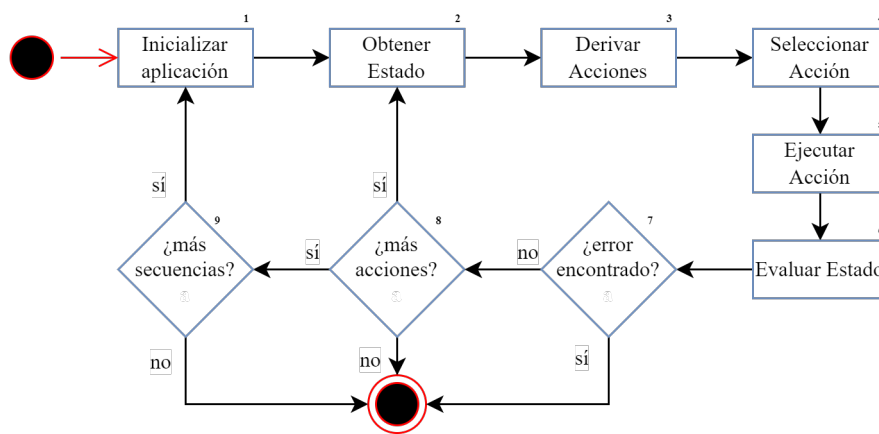 1
Inicializar
aplicación
2
Obtener
Estado
3
Derivar
Acciones
Seleccionar
Acción
Ejecutar
Acción
Evaluar Estado
7
¿error
encontrado?
no
sí
8
¿más
acciones?
sí
sí
no
9
¿más
secuencias?
sí
no